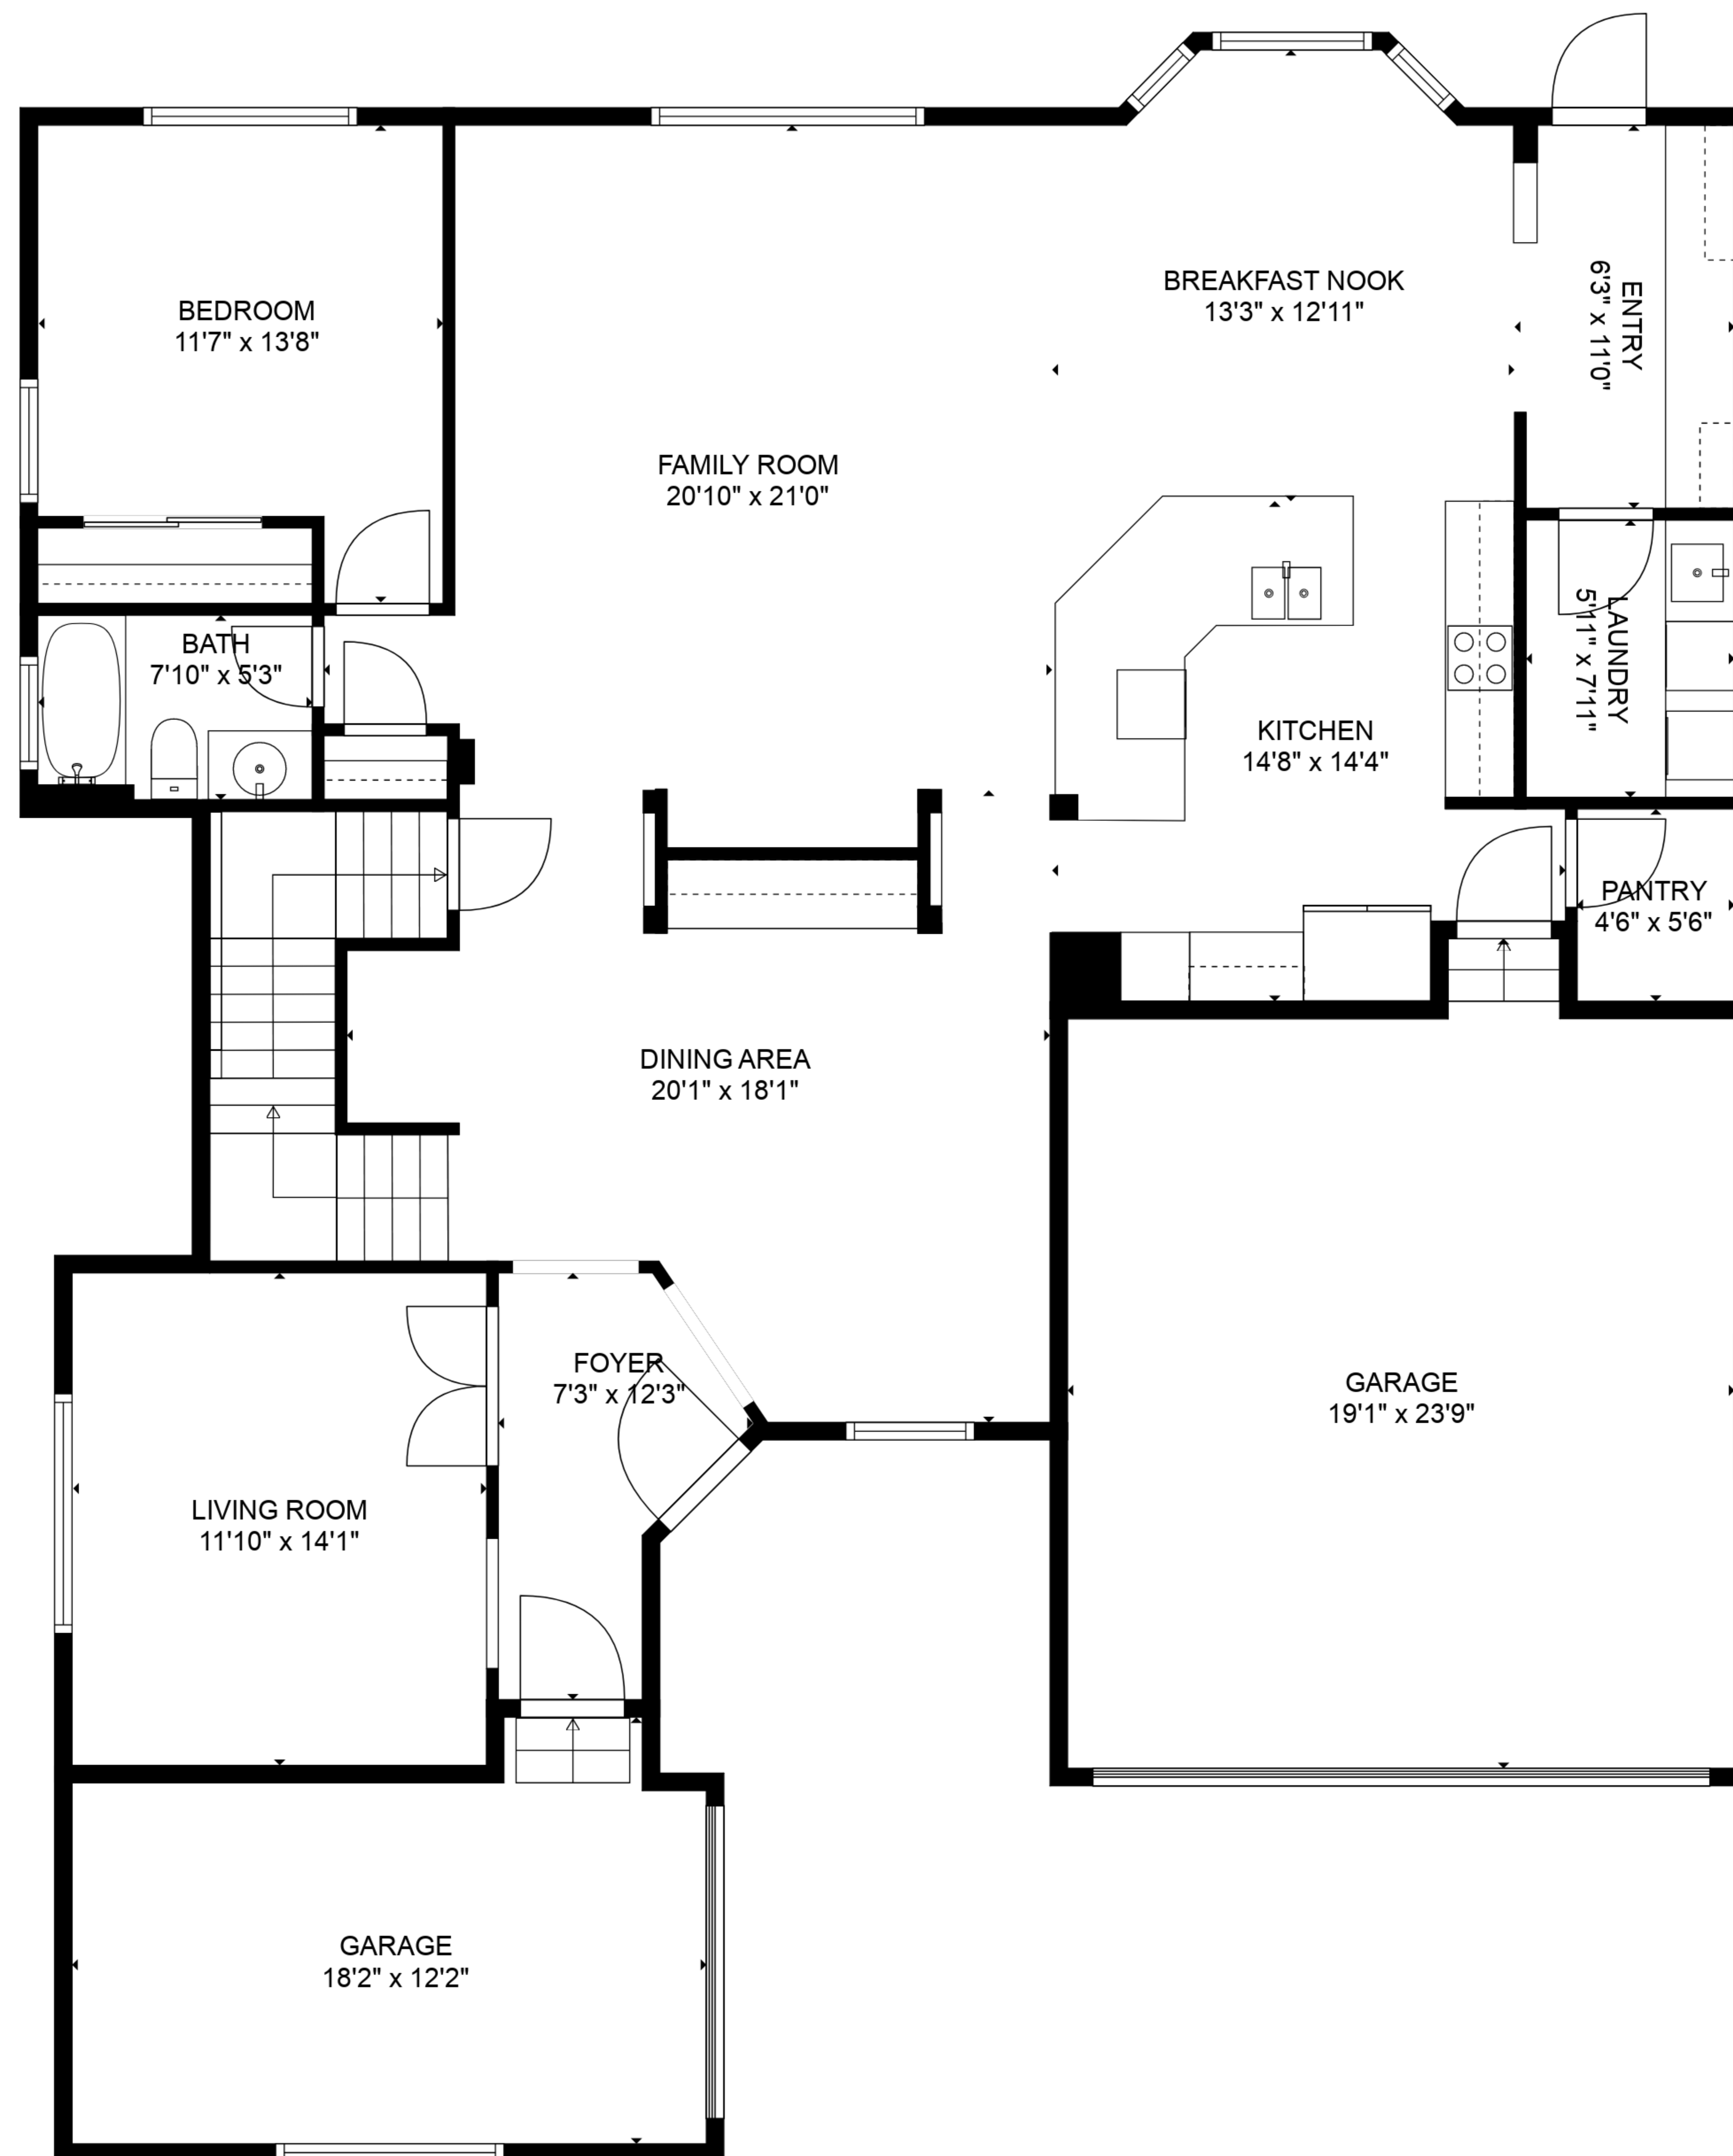 BREAKFAST NOOK
13'3" x 12'11"
ENTRY
6'3" x 11'0"
BEDROOM
11'7" x 13'8"
FAMILY ROOM
20'10" x 21'0"
BATH
7'10" x 5'3"
LAUNDRY
5'11" x 7'11"
KITCHEN
14'8" x 14'4"
PANTRY
4'6" x 5'6"
DINING AREA
20'1" x 18'1"
FOYER
7'3" x 12'3"
GARAGE
19'1" x 23'9"
LIVING ROOM
11'10" x 14'1"
GARAGE
18'2" x 12'2"